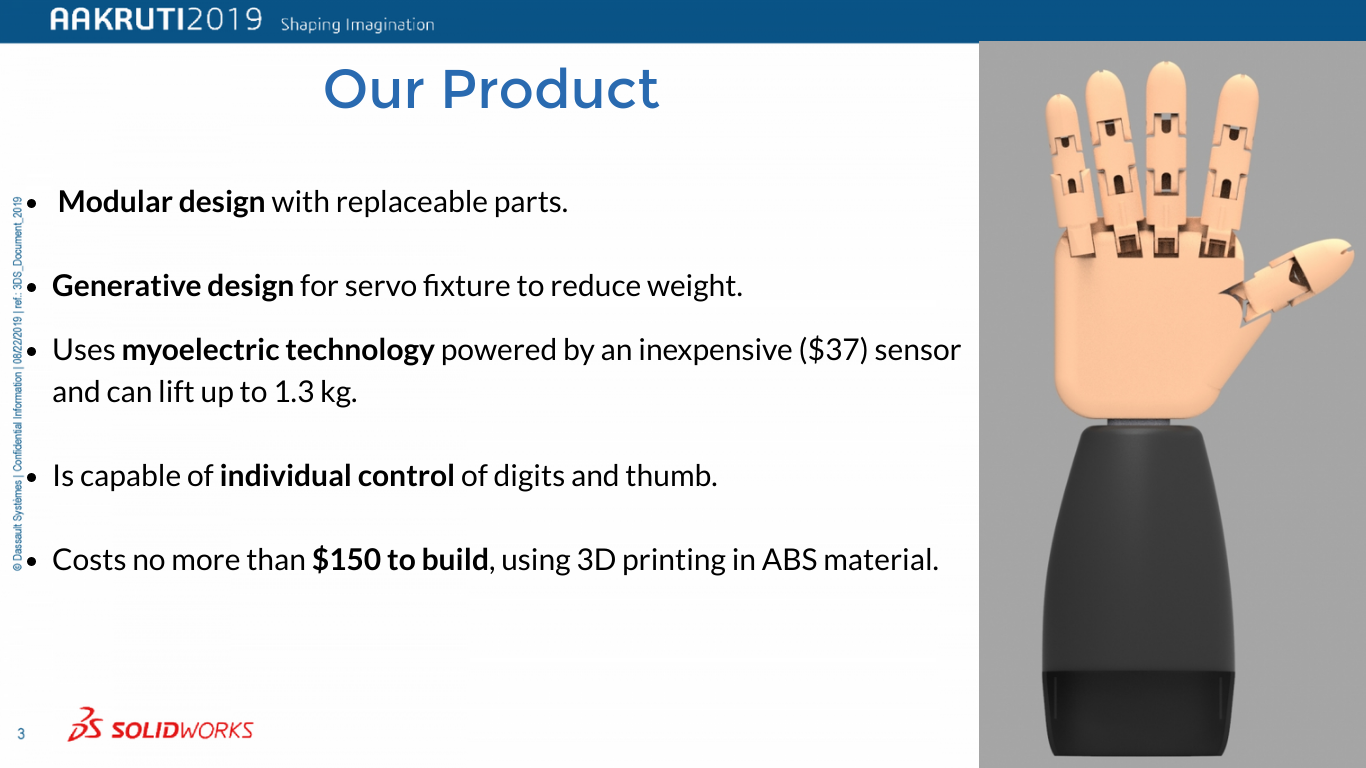 AAKRUTI2019 Shaping Imagination
Our Product
• Modular design with replaceable parts.
• Generative design for servo fixture to reduce weight.
• Uses myoelectric technology powered by an inexpensive ($37) sensor
and can lift up to 1.3 kg.
• Is capable of individual control of digits and thumb.
• Costs no more than $150 to build, using 3D printing in ABS material.
© Dassault Systèmes | Confidential Information | 08/22/2019 | ref.: 3DS_Document_2019
3
3DS SOLIDWORKS